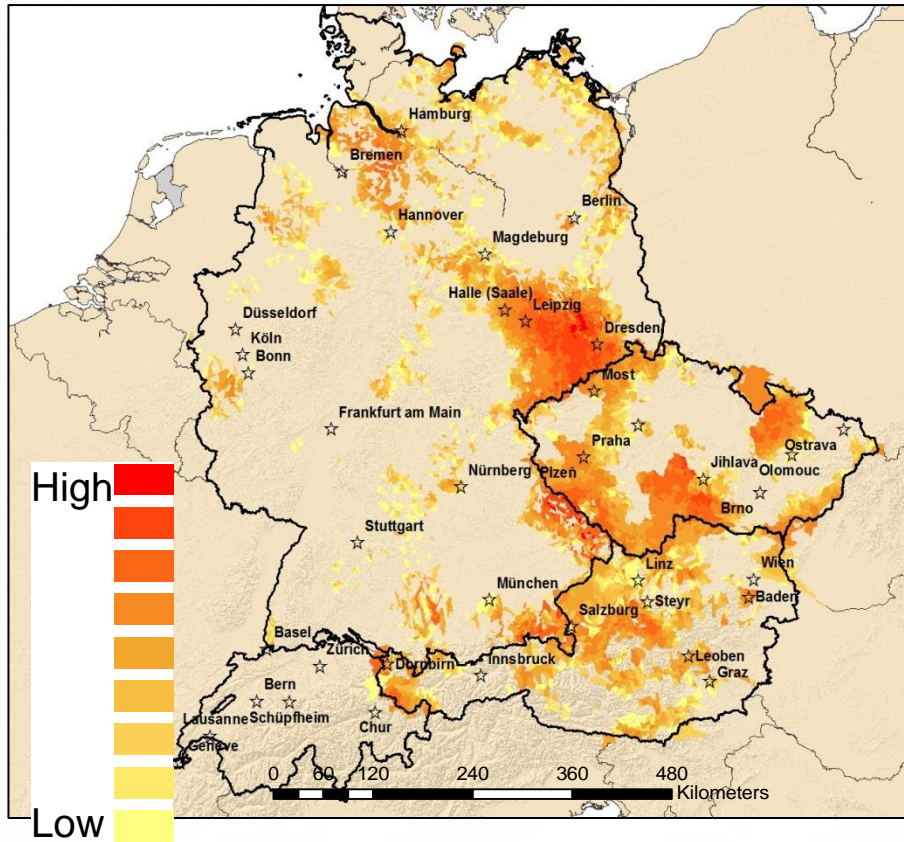 Hamburg
Bremen
Berlin
Hannover
Magdeburg
Halle (Saale)
Leipzig
Düsseldorf
Dresden
Köln
Bonn
Most
Frankfurt am Main
Praha
Ostrava
High
Nürnberg
Plzeň
Jihlava
Olomouc
Brno
Stuttgart
Linz
Wien
München
Steyr
Baden
Salzburg
Basel
Zürich
Dornbirn
Innsbruck
Leoben
Graz
Bern
Lausanne
Schüpfheim
Chur
Genève
0 60 120 240 360 480
Kilometers
Low